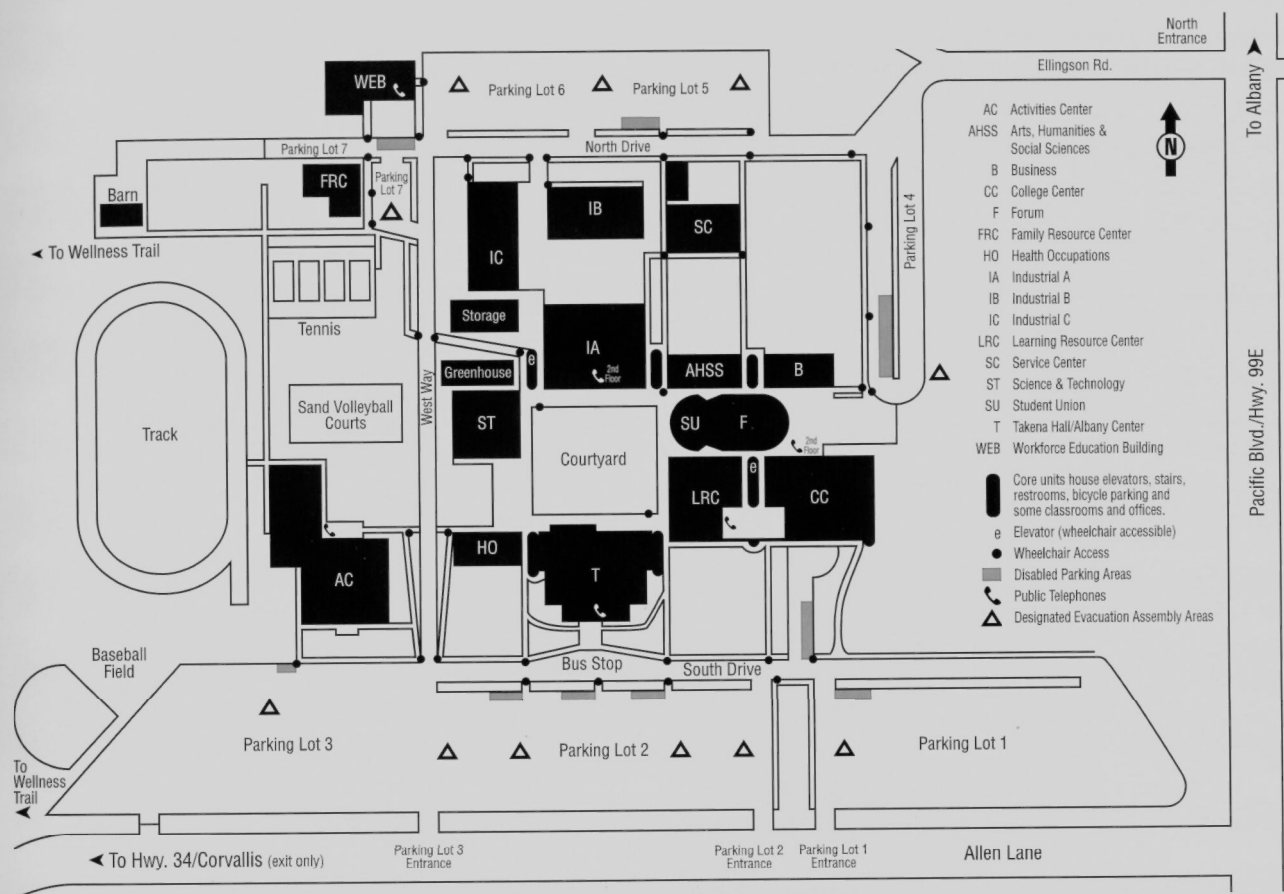 North
Entrance
Ellingson Rd.
To Albany
WEB
Parking Lot 6
Parking Lot 5
North Drive
Parking Lot 7
Parking
Lot 7
FRC
Barn
To Wellness Trail
IC
IB
SC
Parking Lot 4
Tennis
Storage
IA
2nd
Floor
e
AHSS
B
Greenhouse
Sand Volleyball
Courts
West Way
ST
Track
Courtyard
SU
F
2nd
Floor
e
LRC
CC
HO
T
AC
Baseball
Field
Bus Stop
South Drive
Parking Lot 3
Parking Lot 2
Parking Lot 1
To
Wellness
Trail
To Hwy. 34/Corvallis (exit only)
Parking Lot 3
Entrance
Parking Lot 2
Entrance
Parking Lot 1
Entrance
Allen Lane
Pacific Blvd./Hwy. 99E
N
AC Activities Center
AHSS Arts, Humanities &
Social Sciences
B Business
CC College Center
F Forum
FRC Family Resource Center
HO Health Occupations
IA Industrial A
IB Industrial B
IC Industrial C
LRC Learning Resource Center
SC Service Center
ST Science & Technology
SU Student Union
T Takena Hall/Albany Center
WEB Workforce Education Building
Core units house elevators, stairs,
restrooms, bicycle parking and
some classrooms and offices.
e Elevator (wheelchair accessible)
Wheelchair Access
Disabled Parking Areas
Public Telephones
Designated Evacuation Assembly Areas